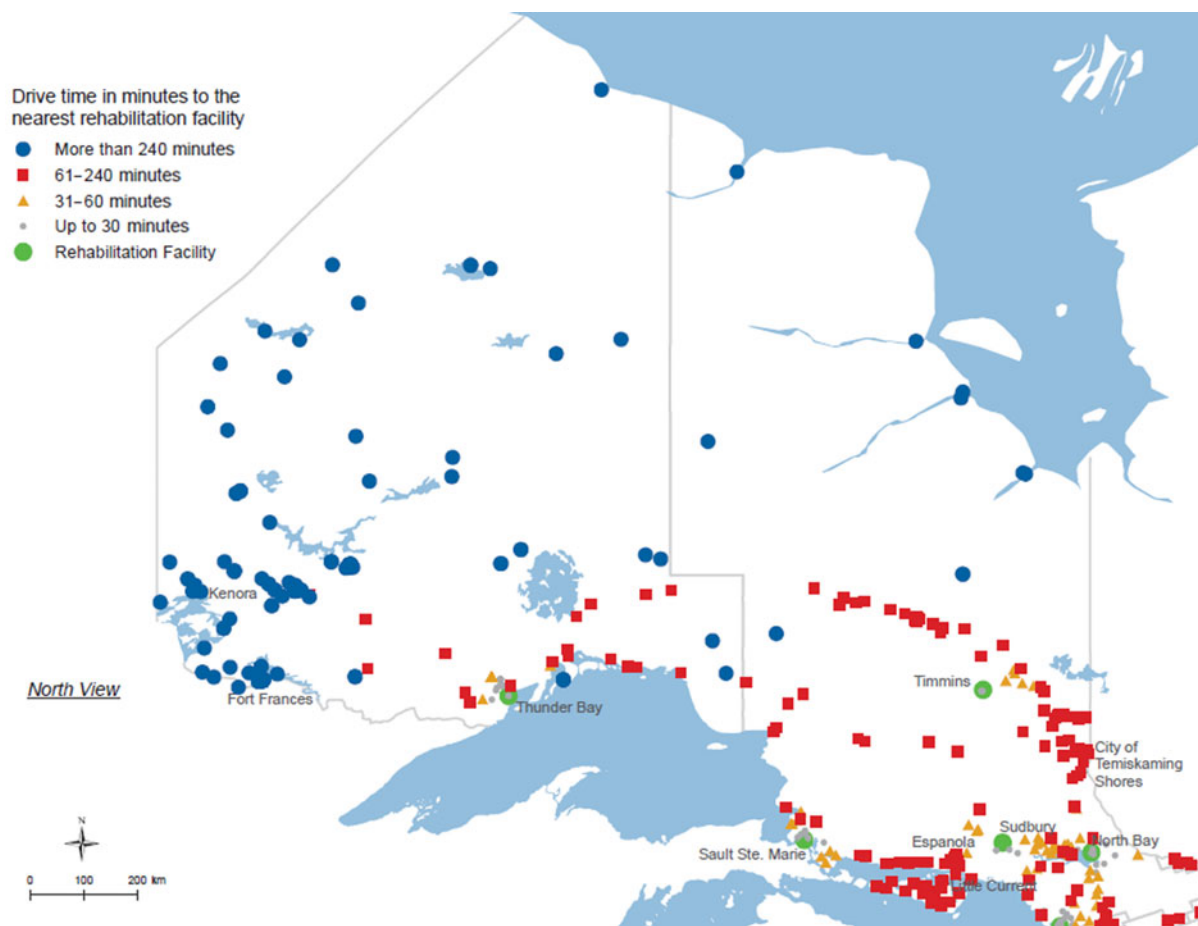 Drive time in minutes to the
nearest rehabilitation facility
More than 240 minutes
61–240 minutes
31–60 minutes
Up to 30 minutes
Rehabilitation Facility
Kenora
North View
Fort Frances
Thunder Bay
Timmins
City of
Temiskaming
Shores
N
Sudbury
Espanola
North Bay
Sault Ste. Marie
Little Current
0 100 200 km